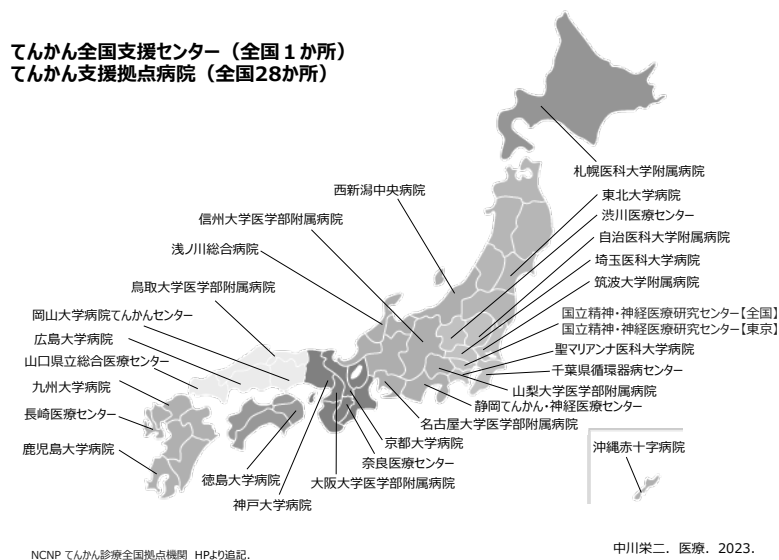 てんかん全国支援センター（全国１か所）
てんかん支援拠点病院（全国28か所）
札幌医科大学附属病院
西新潟中央病院
東北大学病院
信州大学医学部附属病院
渋川医療センター
浅ノ川総合病院
自治医科大学附属病院
埼玉医科大学病院
鳥取大学医学部附属病院
筑波大学附属病院
岡山大学病院てんかんセンター
国立精神・神経医療研究センター【全国】
国立精神・神経医療研究センター【東京】
広島大学病院
聖マリアンナ医科大学病院
山口県立総合医療センター
千葉県循環器病センター
九州大学病院
山梨大学医学部附属病院
静岡てんかん・神経医療センター
長崎医療センター
名古屋大学医学部附属病院
京都大学病院
鹿児島大学病院
奈良医療センター
沖縄赤十字病院
徳島大学病院
大阪大学医学部附属病院
神戸大学病院
NCNP てんかん診療全国拠点機関 HPより追記.
中川栄二. 医療. 2023.